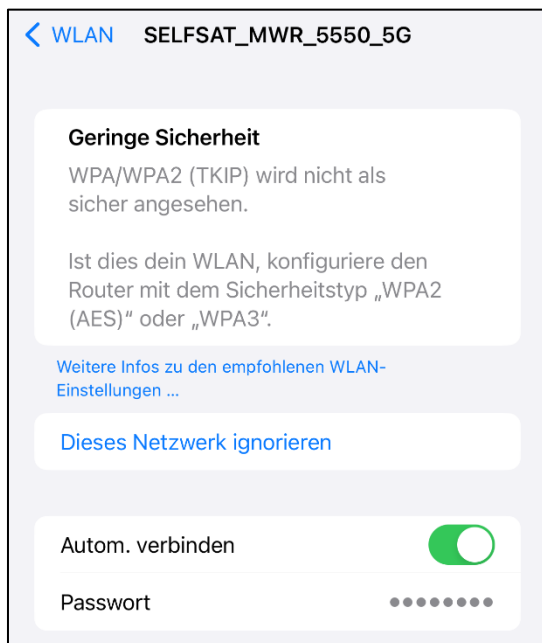 WLAN SELFSAT_MWR_5550_5G
Geringe Sicherheit
WPA/WPA2 (TKIP) wird nicht als
sicher angesehen.
Ist dies dein WLAN, konfiguriere den
Router mit dem Sicherheitstyp „WPA2
(AES)“ oder „WPA3“.
Weitere Infos zu den empfohlenen WLAN-
Einstellungen ...
Dieses Netzwerk ignorieren
Autom. verbinden
Passwort ●●●●●●●●